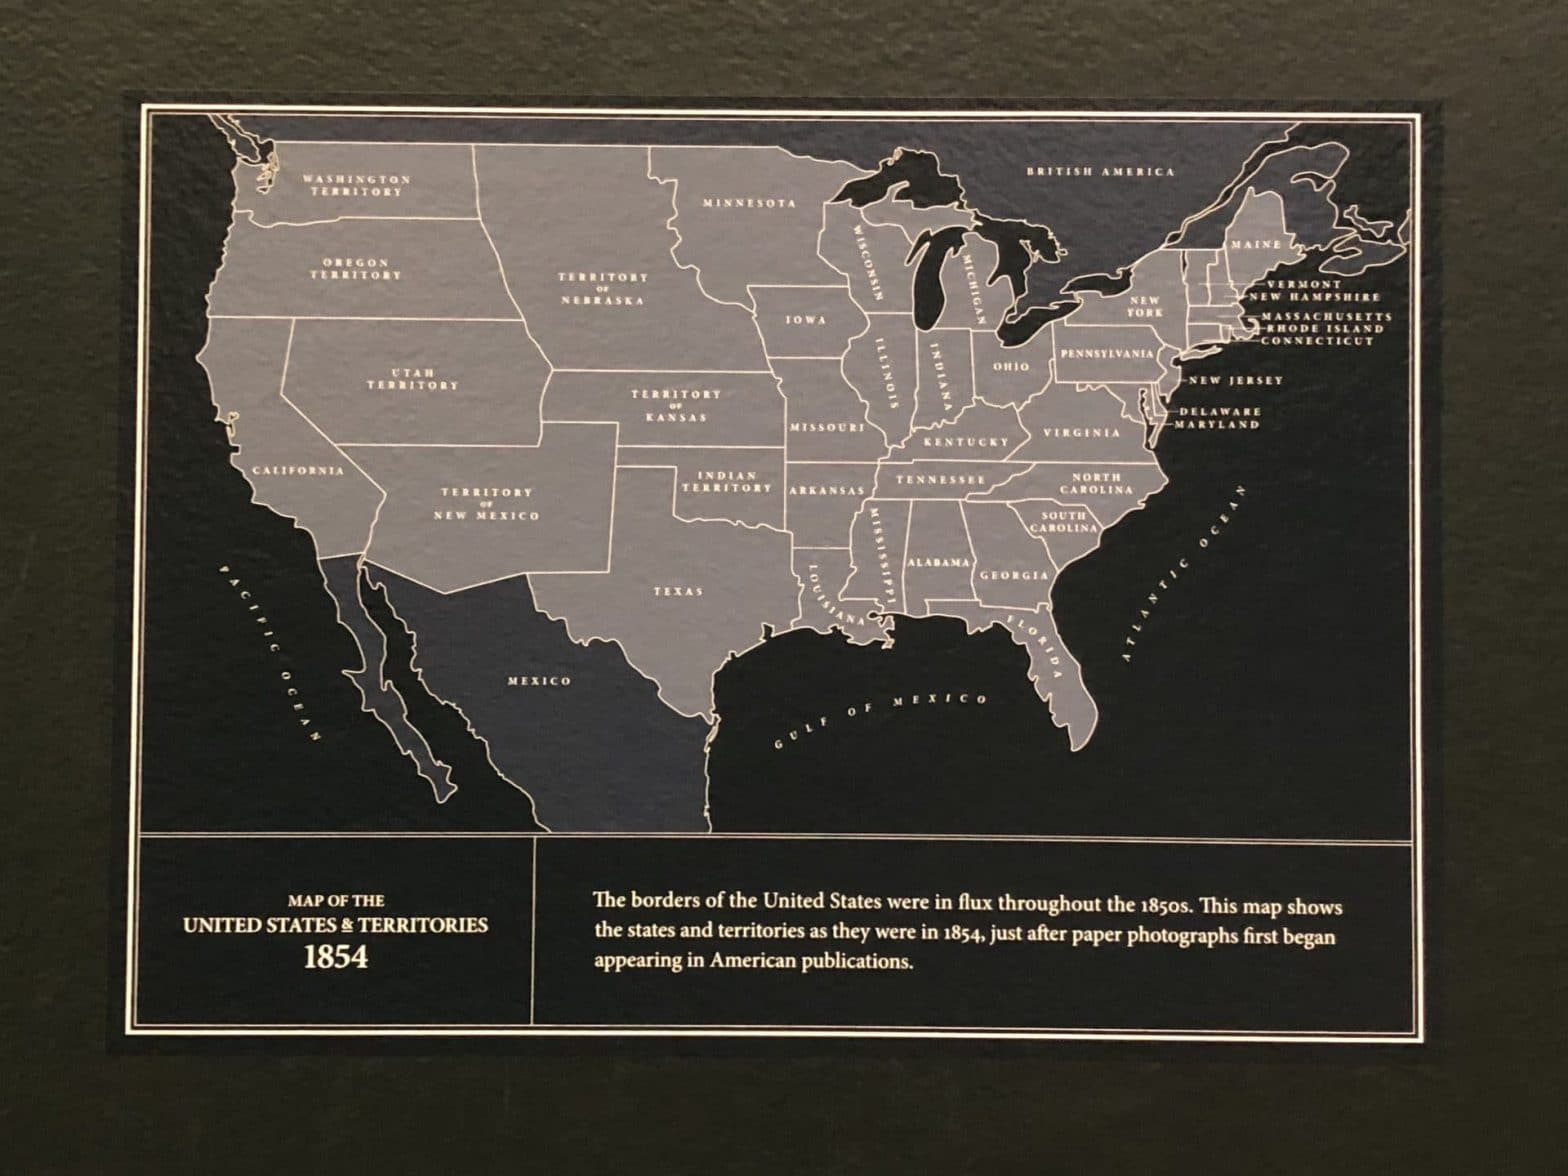 WASHINGTON
TERRITORY
OREGON
TERRITORY
UTAH
TERRITORY
CALIFORNIA
TERRITORY
OF
NEW MEXICO
TERRITORY
OF
NEBRASKA
TERRITORY
OF
KANSAS
INDIAN
TERRITORY
TEXAS
MINNESOTA
IOWA
MISSOURI
ARKANSAS
LOUISIANA
WISCONSIN
ILLINOIS
MICHIGAN
INDIANA
OHIO
KENTUCKY
TENNESSEE
MISSISSIPPI
ALABAMA
GEORGIA
FLORIDA
SOUTH
CAROLINA
NORTH
CAROLINA
VIRGINIA
PENNSYLVANIA
NEW
YORK
MAINE
VERMONT
NEW HAMPSHIRE
MASSACHUSETTS
RHODE ISLAND
CONNECTICUT
NEW JERSEY
DELAWARE
MARYLAND
BRITISH AMERICA
MEXICO
PACIFIC OCEAN
GULF OF MEXICO
ATLANTIC OCEAN
MAP OF THE
UNITED STATES & TERRITORIES
1854
The borders of the United States were in flux throughout the 1850s. This map shows
the states and territories as they were in 1854, just after paper photographs first began
appearing in American publications.